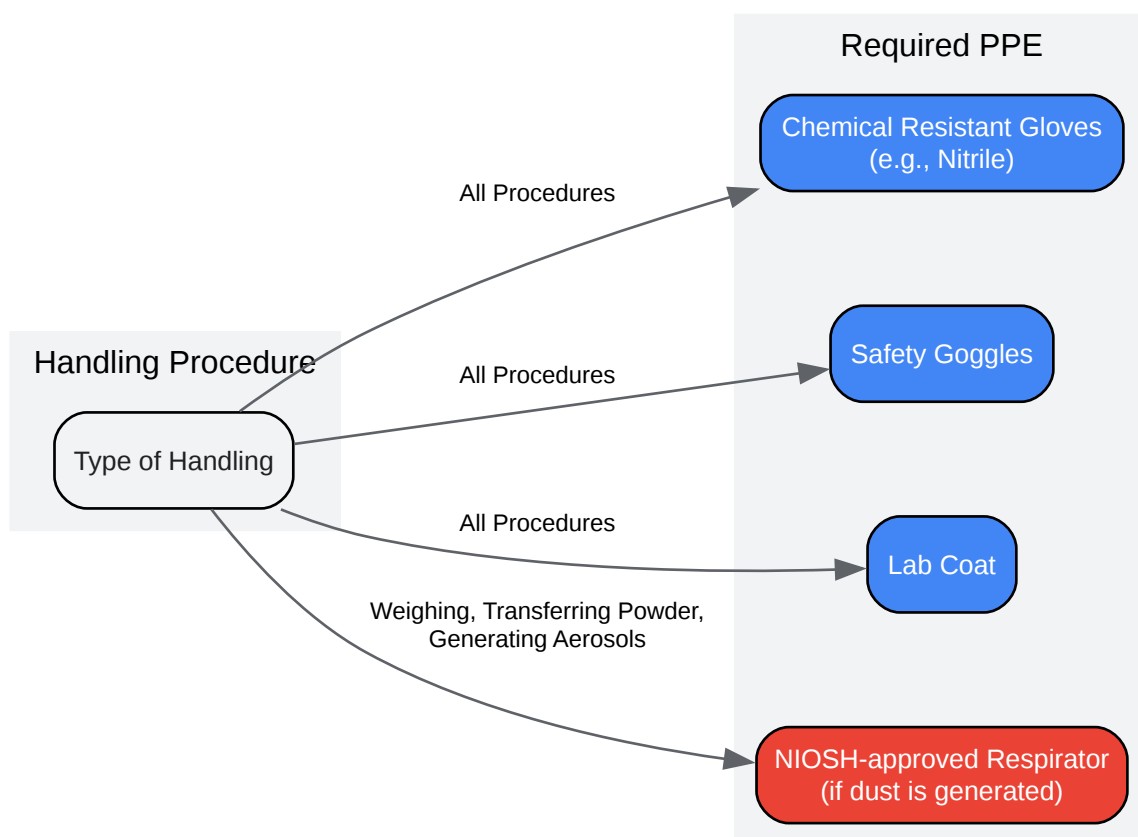 Required PPE
Chemical Resistant Gloves
(e.g., Nitrile)
All Procedures
Safety Goggles
Handling Procedure
All Procedures
Type of Handling
All Procedures
Lab Coat
Weighing, Transferring Powder,
Generating Aerosols
NIOSH-approved Respirator
(if dust is generated)